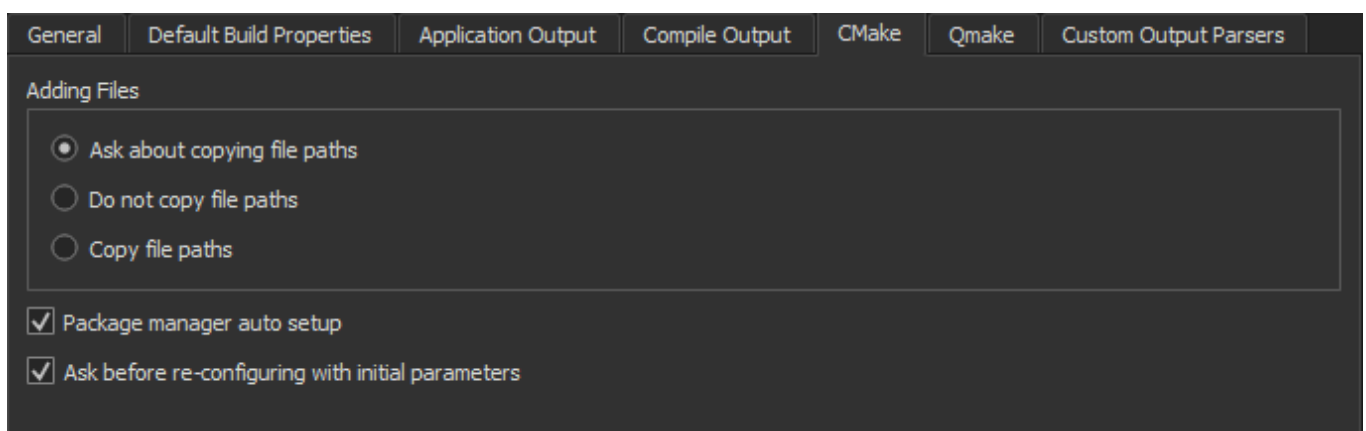 General Default Build Properties Application Output Compile Output CMake Qmake Custom Output Parsers
Adding Files
Ask about copying file paths
Do not copy file paths
Copy file paths
Package manager auto setup
Ask before re-configuring with initial parameters